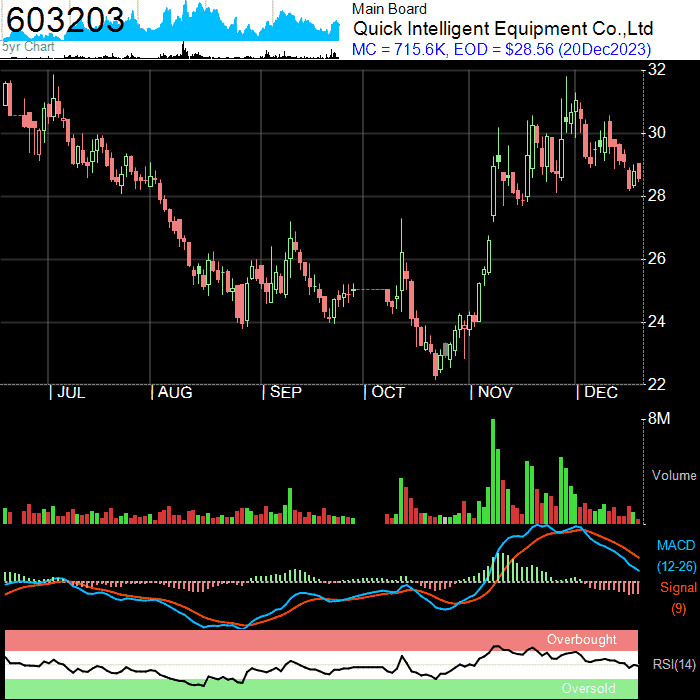 603203
5yr Chart
Main Board
Quick Intelligent Equipment Co.,Ltd
MC = 715.6K, EOD = $28.56 (20Dec2023)
32
30
28
26
24
22
| JUL | AUG | SEP | OCT | NOV | DEC
8M
Volume
MACD
(12-26)
Signal
(9)
Overbought
RSI(14)
Oversold